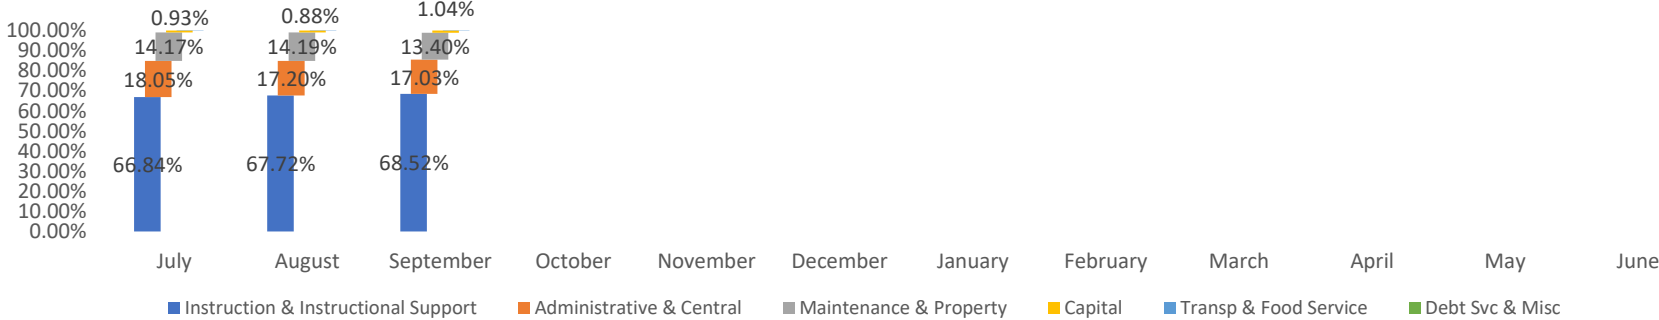 0.93% 0.88% 1.04%
100.00%
90.00% 14.17% 14.19% 13.40%
80.00% 18.05% 17.20% 17.03%
70.00%
60.00%
50.00%
40.00%
30.00% 66.84% 67.72% 68.52%
20.00%
10.00%
0.00%
July August September October November December January February March April May June
Instruction & Instructional Support Administrative & Central Maintenance & Property Capital Transp & Food Service Debt Svc & Misc